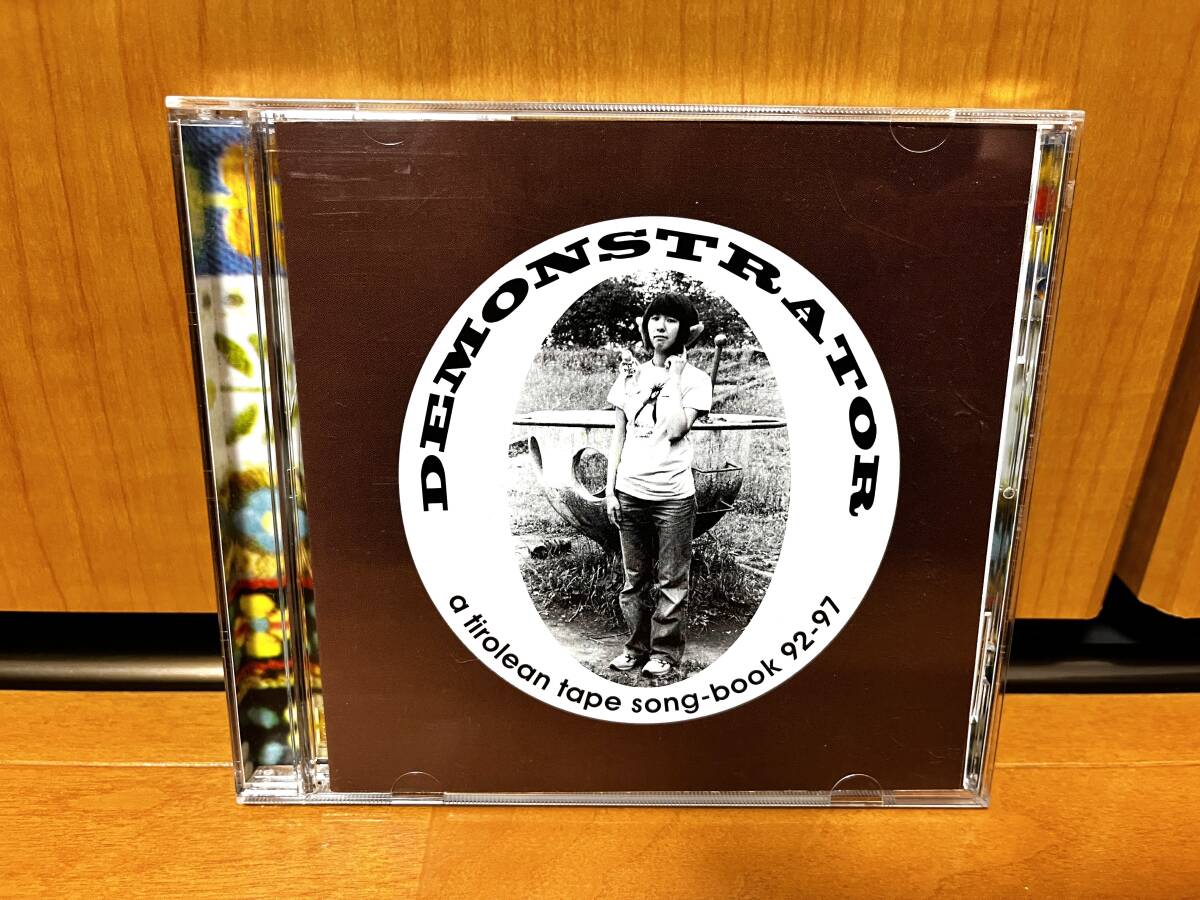 DEMONSTRATOR
a tirolean tape song-book 92-97